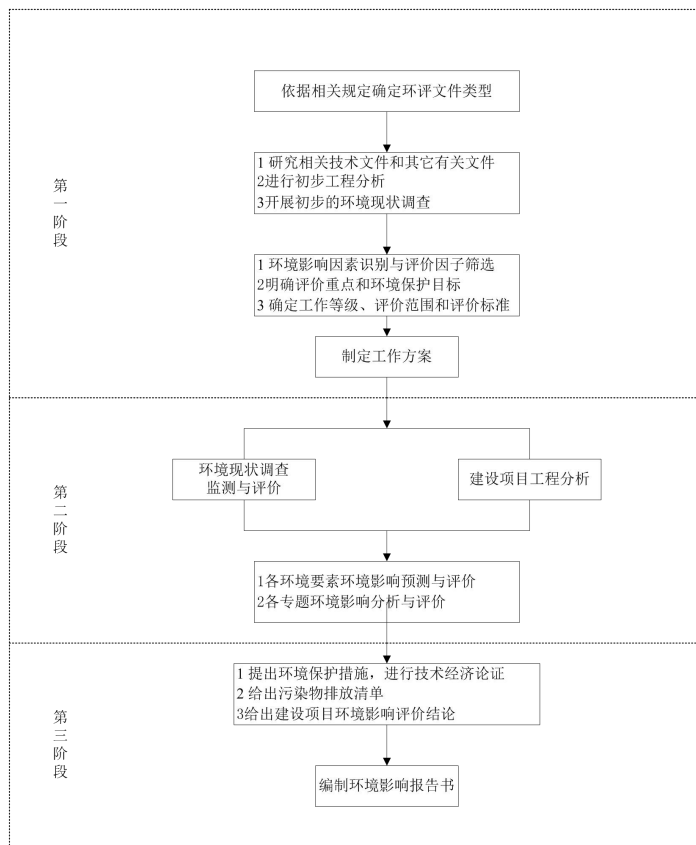 依据相关规定确定环评文件类型
1 研究相关技术文件和其它有关文件
2进行初步工程分析
3开展初步的环境现状调查
第一阶段
1 环境影响因素识别与评价因子筛选
2明确评价重点和环境保护目标
3 确定工作等级、评价范围和评价标准
制定工作方案
环境现状调查
监测与评价
建设项目工程分析
第二阶段
1各环境要素环境影响预测与评价
2各专题环境影响分析与评价
1 提出环境保护措施，进行技术经济论证
2 给出污染物排放清单
3给出建设项目环境影响评价结论
第三阶段
编制环境影响报告书